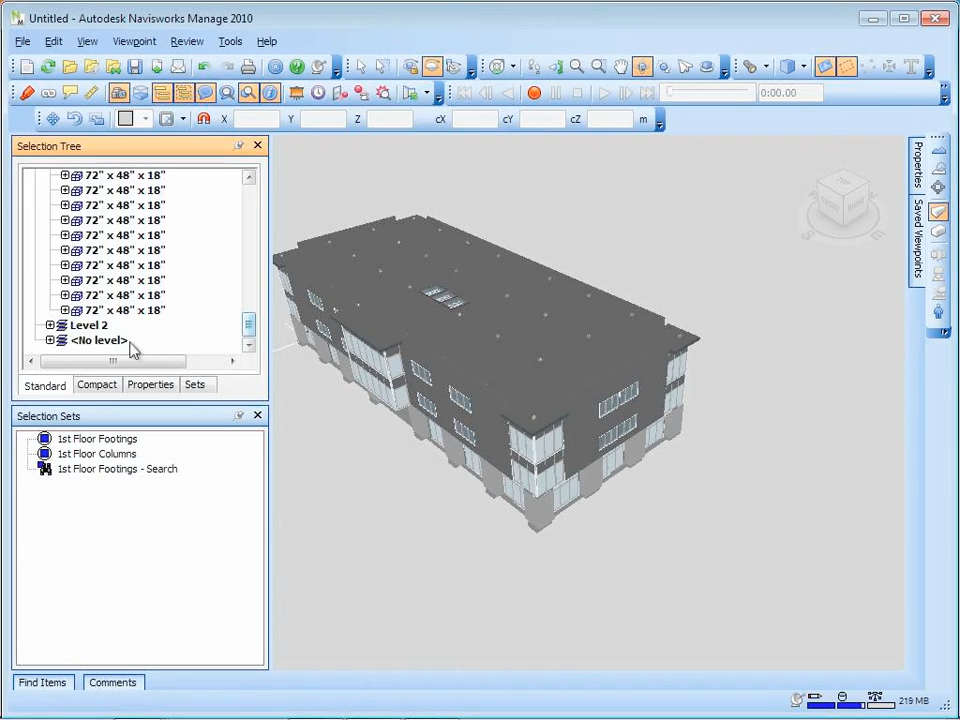 Untitled - Autodesk Navisworks Manage 2010
File Edit View Viewpoint Review Tools Help
0:00.00
X Y Z cX cY cZ m
Selection Tree
72" x 48" x 18"
72" x 48" x 18"
72" x 48" x 18"
72" x 48" x 18"
72" x 48" x 18"
72" x 48" x 18"
72" x 48" x 18"
72" x 48" x 18"
72" x 48" x 18"
72" x 48" x 18"
Level 2
<No level>
Standard Compact Properties Sets
Selection Sets
1st Floor Footings
1st Floor Columns
1st Floor Footings - Search
Find Items Comments
Properties
Saved Viewpoints
TOP
S
E
219 MB